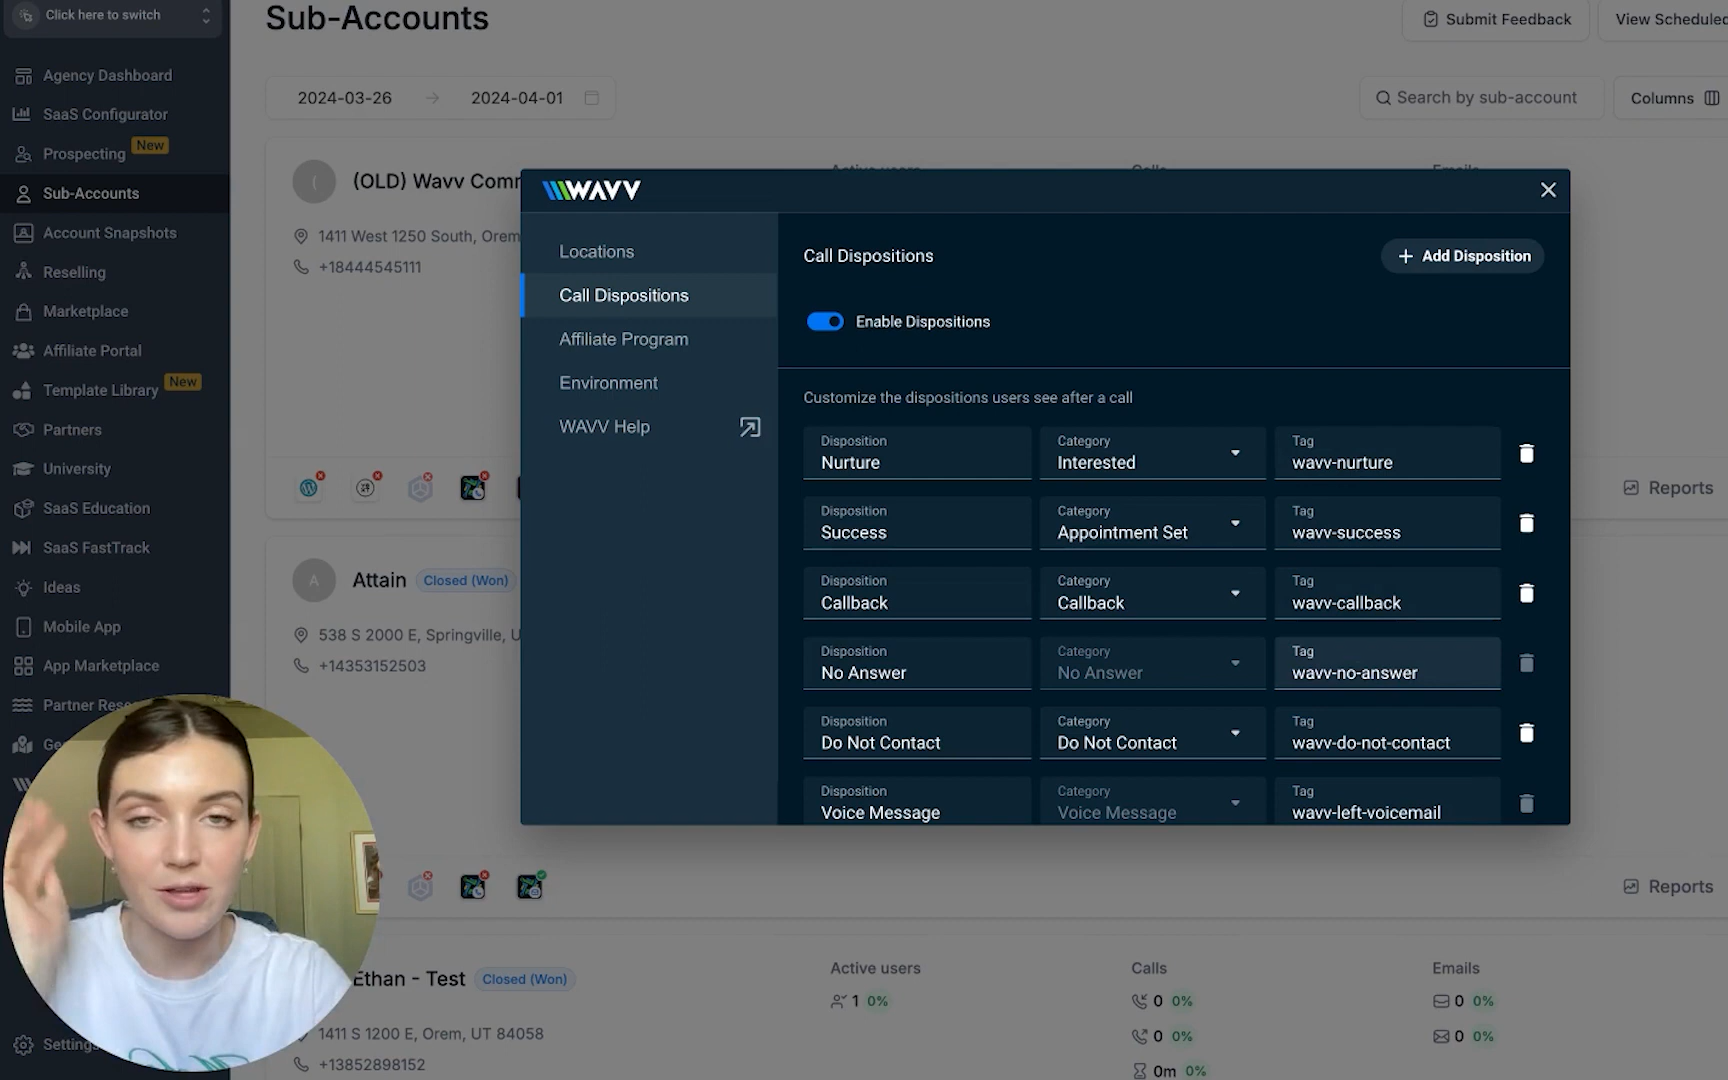 Click here to switch
Agency Dashboard
SaaS Configurator
Prospecting New
Sub-Accounts
Account Snapshots
Reselling
Marketplace
Affiliate Portal
Template Library New
Partners
University
SaaS Education
SaaS FastTrack
Ideas
Mobile App
App Marketplace
Partner
Settings
Sub-Accounts
Submit Feedback
View Scheduled
2024-03-26 → 2024-04-01
Search by sub-account
Columns
(OLD) Wavv Comm
1411 West 1250 South, Orem
+18444545111
Reports
A
Attain Closed (Won)
538 S 2000 E, Springville, U
+14353152503
Reports
Ethan - Test Closed (Won)
1411 S 1200 E, Orem, UT 84058
+13852898152
Active users
1 0%
Calls
0 0%
0 0%
0m 0%
Emails
0 0%
0 0%
WAVV
Locations
Call Dispositions
Affiliate Program
Environment
WAVV Help
Call Dispositions
+ Add Disposition
Enable Dispositions
Customize the dispositions users see after a call
Disposition Category Tag
Nurture Interested wavv-nurture
Disposition Category Tag
Success Appointment Set wavv-success
Disposition Category Tag
Callback Callback wavv-callback
Disposition Category Tag
No Answer No Answer wavv-no-answer
Disposition Category Tag
Do Not Contact Do Not Contact wavv-do-not-contact
Disposition Category Tag
Voice Message Voice Message wavv-left-voicemail